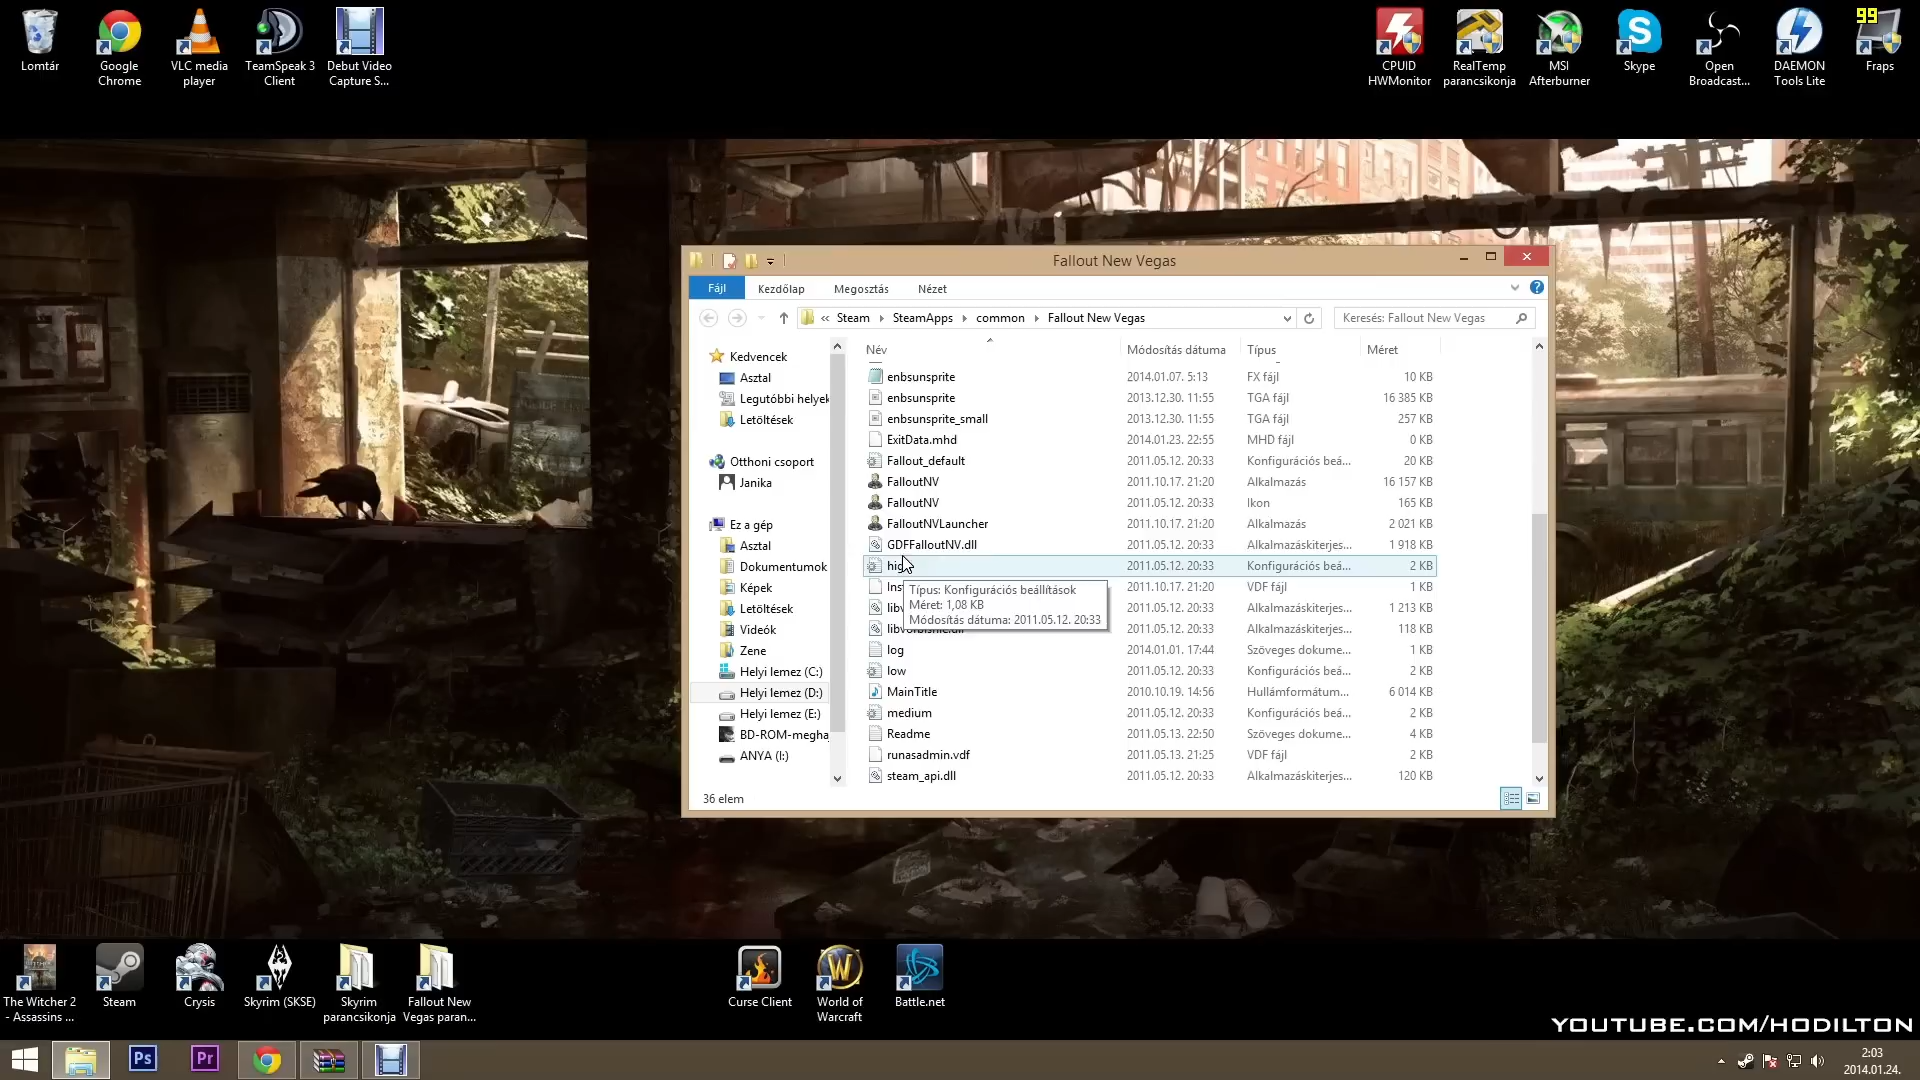 Lomtár
Google
Chrome
VLC media
player
TeamSpeak 3
Client
Debut Video
Capture S...
CPUID
HWMonitor
RealTemp
parancsikonja
MSI
Afterburner
Skype
Open
Broadcast...
DAEMON
Tools Lite
99
Fraps
Fallout New Vegas
Fájl Kezdőlap Megosztás Nézet
« Steam SteamApps common Fallout New Vegas
Keresés: Fallout New Vegas
Kedvencek
Asztal
Legutóbbi helyek
Letöltések
Otthoni csoport
Janika
Ez a gép
Asztal
Dokumentumok
Képek
Letöltések
Videók
Zene
Helyi lemez (C:)
Helyi lemez (D:)
Helyi lemez (E:)
BD-ROM-megha
ANYA (I:)
Név Módosítás dátuma Típus Méret
enbsunsprite 2014.01.07. 5:13 FX fájl 10 KB
enbsunsprite 2013.12.30. 11:55 TGA fájl 16 385 KB
enbsunsprite_small 2013.12.30. 11:55 TGA fájl 257 KB
ExitData.mhd 2014.01.23. 22:55 MHD fájl 0 KB
Fallout_default 2011.05.12. 20:33 Konfigurációs beá... 20 KB
FalloutNV 2011.10.17. 21:20 Alkalmazás 16 157 KB
FalloutNV 2011.05.12. 20:33 Ikon 165 KB
FalloutNVLauncher 2011.10.17. 21:20 Alkalmazás 2 021 KB
GDFFalloutNV.dll 2011.05.12. 20:33 Alkalmazáskiterjes... 1 918 KB
2011.05.12. 20:33 Konfigurációs beá... 2 KB
2011.10.17. 21:20 VDF fájl 1 KB
2011.05.12. 20:33 Alkalmazáskiterjes... 1 213 KB
2011.05.12. 20:33 Alkalmazáskiterjes... 118 KB
log 2014.01.01. 17:44 Szöveges dokume... 1 KB
low 2011.05.12. 20:33 Konfigurációs beá... 2 KB
MainTitle 2010.10.19. 14:56 Hullámformátum... 6 014 KB
medium 2011.05.12. 20:33 Konfigurációs beá... 2 KB
Readme 2011.05.13. 22:50 Szöveges dokume... 4 KB
runasadmin.vdf 2011.05.13. 21:25 VDF fájl 2 KB
steam_api.dll 2011.05.12. 20:33 Alkalmazáskiterjes... 120 KB
Típus: Konfigurációs beállítások
Méret: 1,08 KB
Módosítás dátuma: 2011.05.12. 20:33
36 elem
The Witcher 2
- Assassins ...
Steam
Crysis
Skyrim (SKSE)
Skyrim
parancsikonja
Fallout New
Vegas paran...
Curse Client
World of
Warcraft
Battle.net
YOUTUBE.COM/HODILTON
Ps
Pr
2:03
2014.01.24.